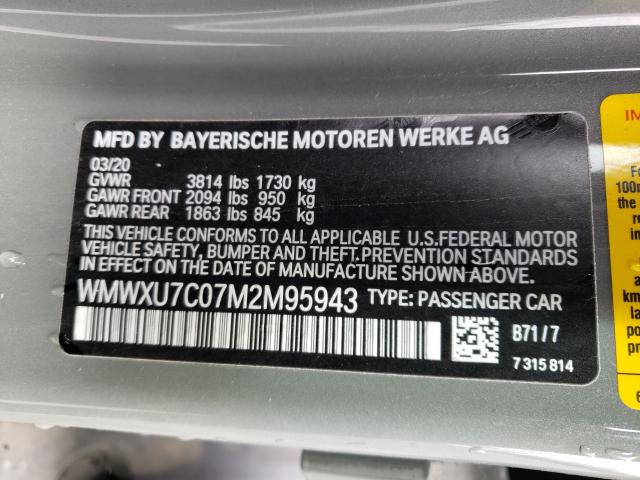 MFD BY BAYERISCHE MOTOREN WERKE AG
03/20
GVWR 3814 lbs 1730 kg
GAWR FRONT 2094 lbs 950 kg
GAWR REAR 1863 lbs 845 kg
THIS VEHICLE CONFORMS TO ALL APPLICABLE U.S.FEDERAL MOTOR
VEHICLE SAFETY, BUMPER AND THEFT.PREVENTION STANDARDS
IN EFFECT ON THE DATE OF MANUFACTURE SHOWN ABOVE.
WMWXU7C07M2M95943 TYPE: PASSENGER CAR
B71/7
7 315 814
100
the